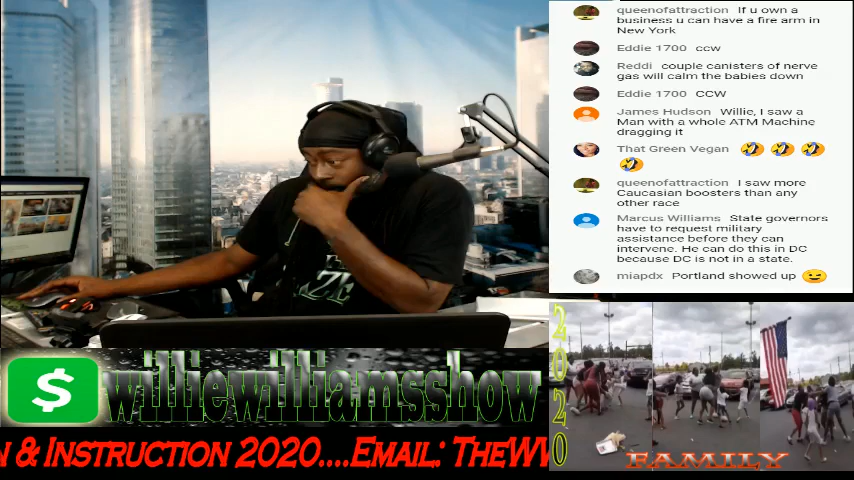 queenofattraction If u own a
business u can have a fire arm in
New York
Eddie 1700 ccw
Reddi couple canisters of nerve
gas will calm the babies down
Eddie 1700 CCW
James Hudson Willie, I saw a
Man with a whole ATM Machine
dragging it
That Green Vegan 🤣 🤣 🤣
🤣
queenofattraction I saw more
Caucasian boosters than any
other race
Marcus Williams State governors
have to request military
assistance before they can
intervene. He can do this in DC
because DC is not in a state.
miapdx Portland showed up 😉
$ williewilliamsshow
N & INSTRUCTION 2020....EMAIL: THEWW
2020
FAMILY